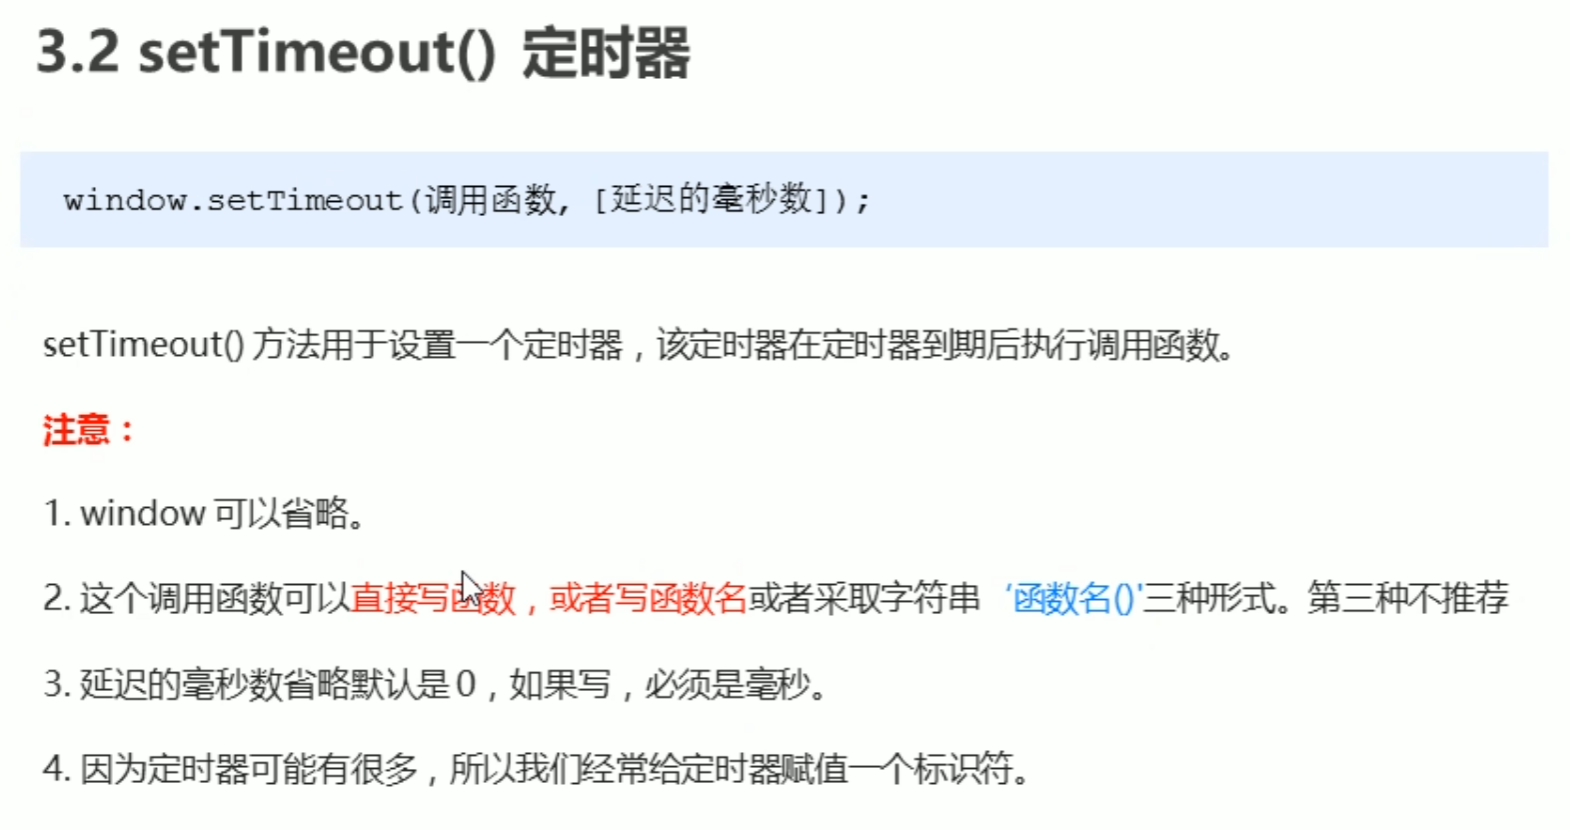 3.2 setTimeout() 定时器
window.setTimeout(调用函数, [延迟的毫秒数]);
setTimeout() 方法用于设置一个定时器，该定时器在定时器到期后执行调用函数。
注意：
1. window 可以省略。
2. 这个调用函数可以直接写函数，或者写函数名或者采取字符串 ‘函数名()'三种形式。第三种不推荐
3. 延迟的毫秒数省略默认是 0，如果写，必须是毫秒。
4. 因为定时器可能有很多，所以我们经常给定时器赋值一个标识符。